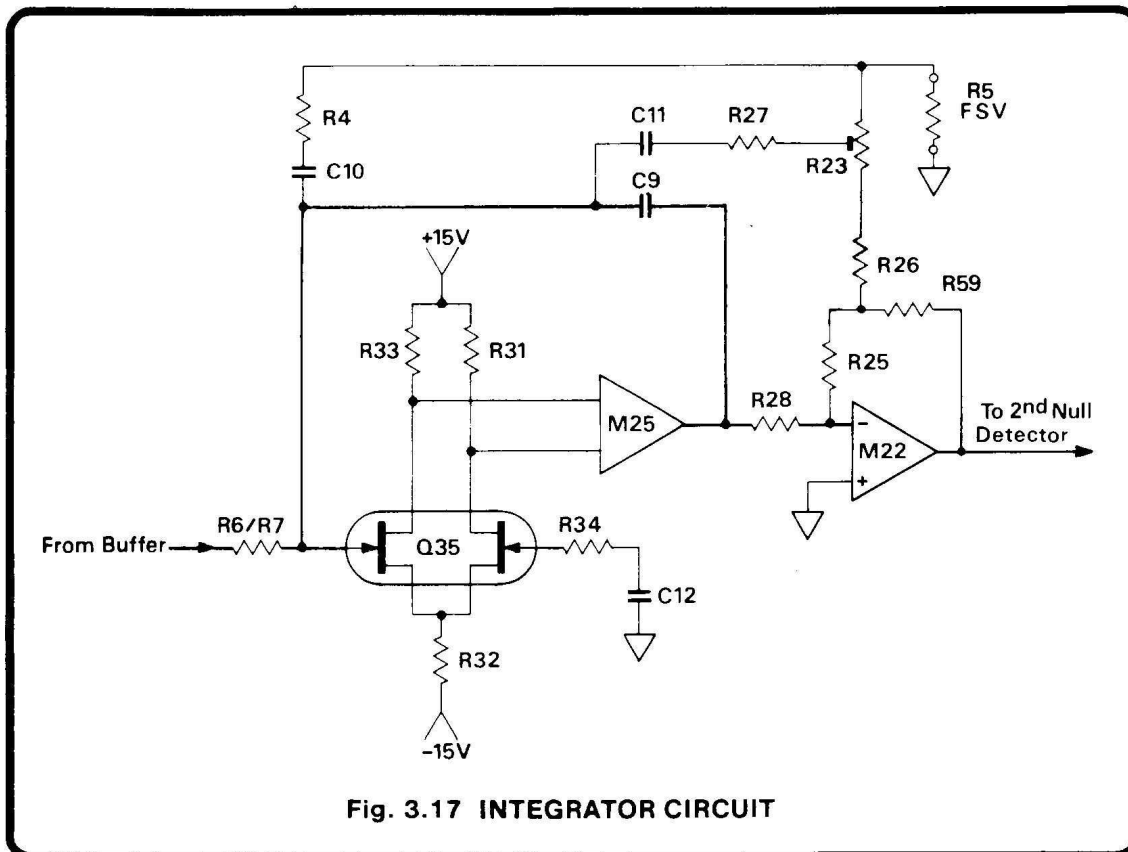 R4
C10
C11
R27
R23
R5
FSV
C9
R26
R59
+15V
R33
R31
R25
M25
R28
M22
−
+
To 2nd Null
Detector
From Buffer
R6/R7
Q35
R34
C12
R32
−15V
Fig. 3.17 INTEGRATOR CIRCUIT